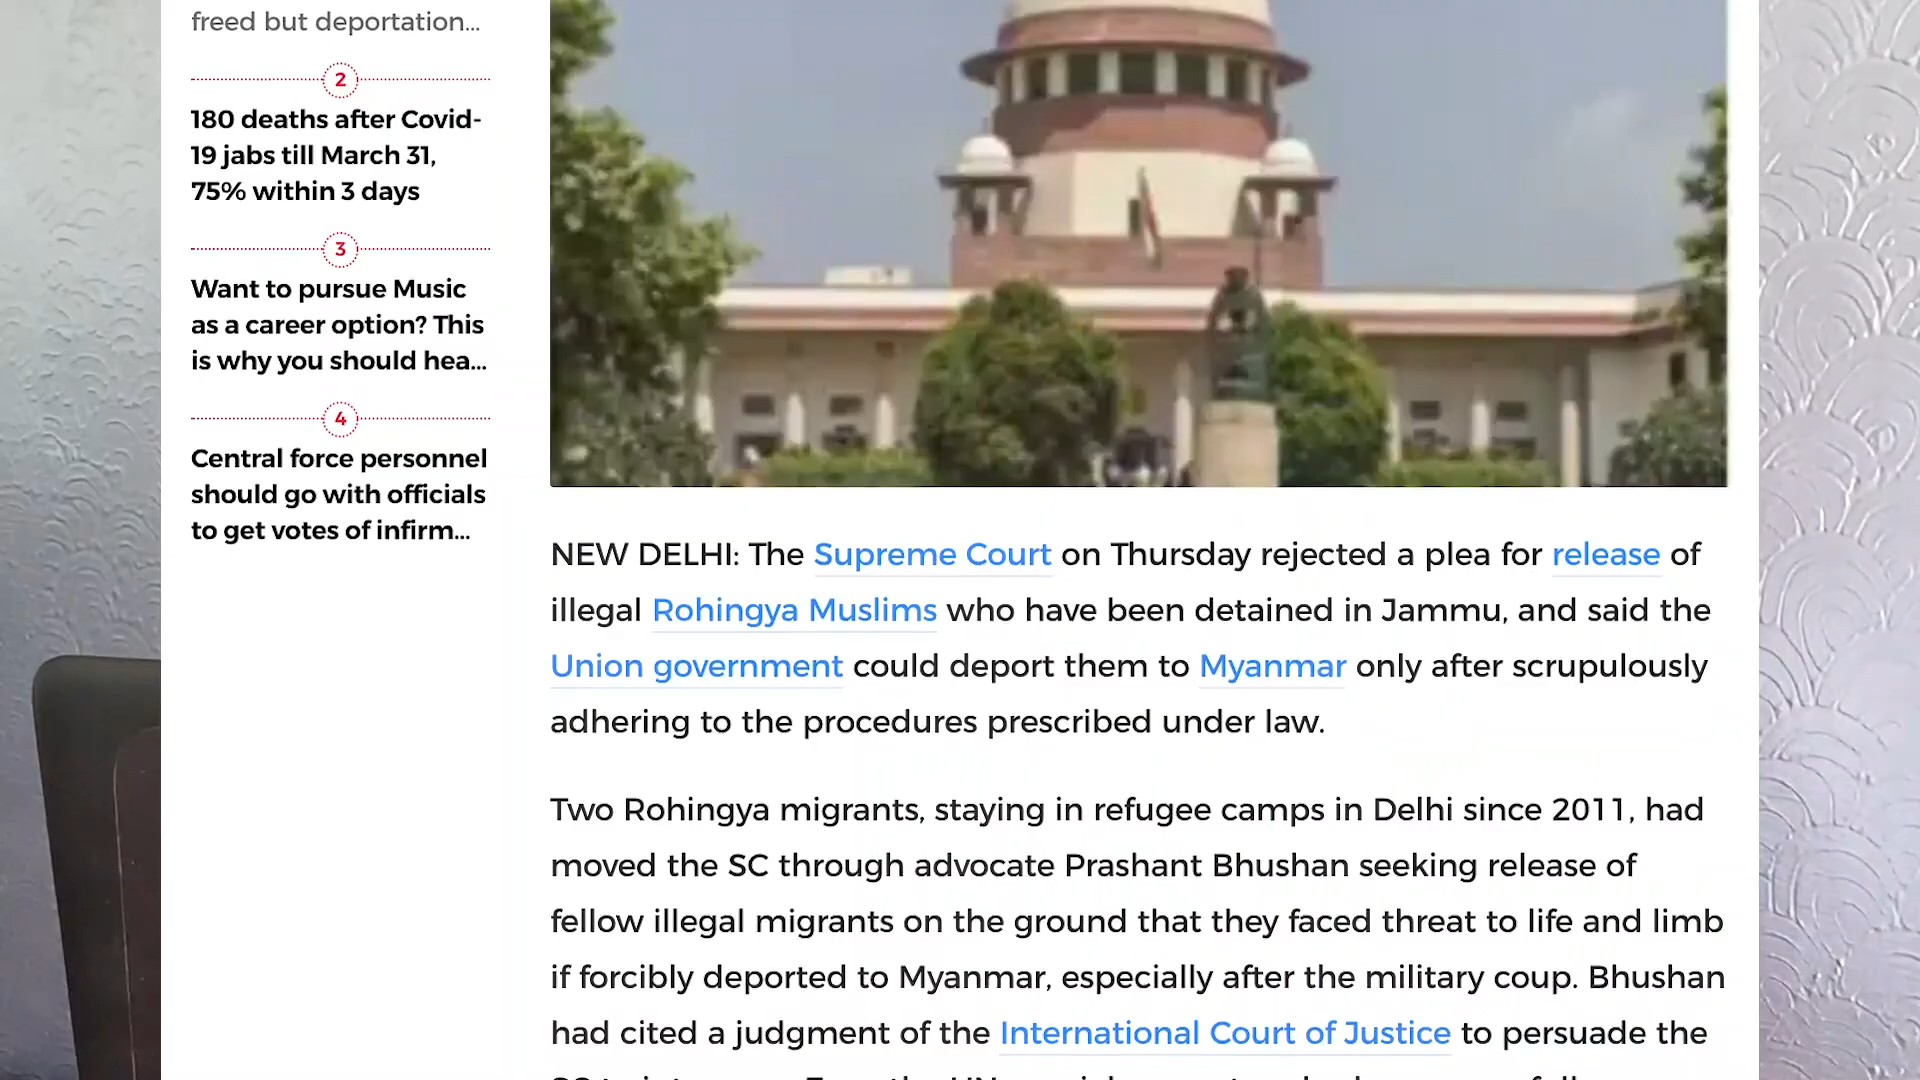 freed but deportation...
2
180 deaths after Covid-
19 jabs till March 31,
75% within 3 days
3
Want to pursue Music
as a career option? This
is why you should hea...
4
Central force personnel
should go with officials
to get votes of infirm...
NEW DELHI: The Supreme Court on Thursday rejected a plea for release of
illegal Rohingya Muslims who have been detained in Jammu, and said the
Union government could deport them to Myanmar only after scrupulously
adhering to the procedures prescribed under law.
Two Rohingya migrants, staying in refugee camps in Delhi since 2011, had
moved the SC through advocate Prashant Bhushan seeking release of
fellow illegal migrants on the ground that they faced threat to life and limb
if forcibly deported to Myanmar, especially after the military coup. Bhushan
had cited a judgment of the International Court of Justice to persuade the